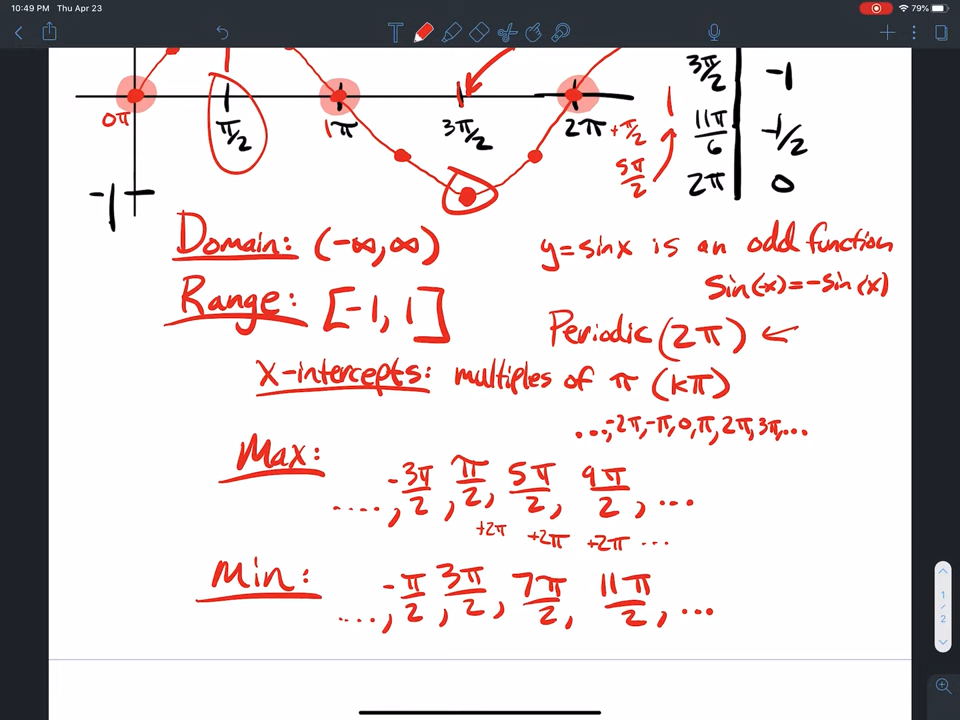 10:49 PM Thu Apr 23
79%
3π/2 | -1
11π/6 | -1/2
2π | 0
0π π/2 1π 3π/2 2π +π/2 1
5π/2
-1
Domain: (-∞,∞)
y=sinx is an odd function
sin(-x)=-sin(x)
Range: [-1, 1]
Periodic (2π) ←
x-intercepts: multiples of π (kπ)
...,-2π,-π,0,π,2π,3π,...
Max: ....,-3π/2, π/2, 5π/2, 9π/2, ...
+2π +2π +2π ...
Min: ....,-π/2, 3π/2, 7π/2, 11π/2, ...
1/2